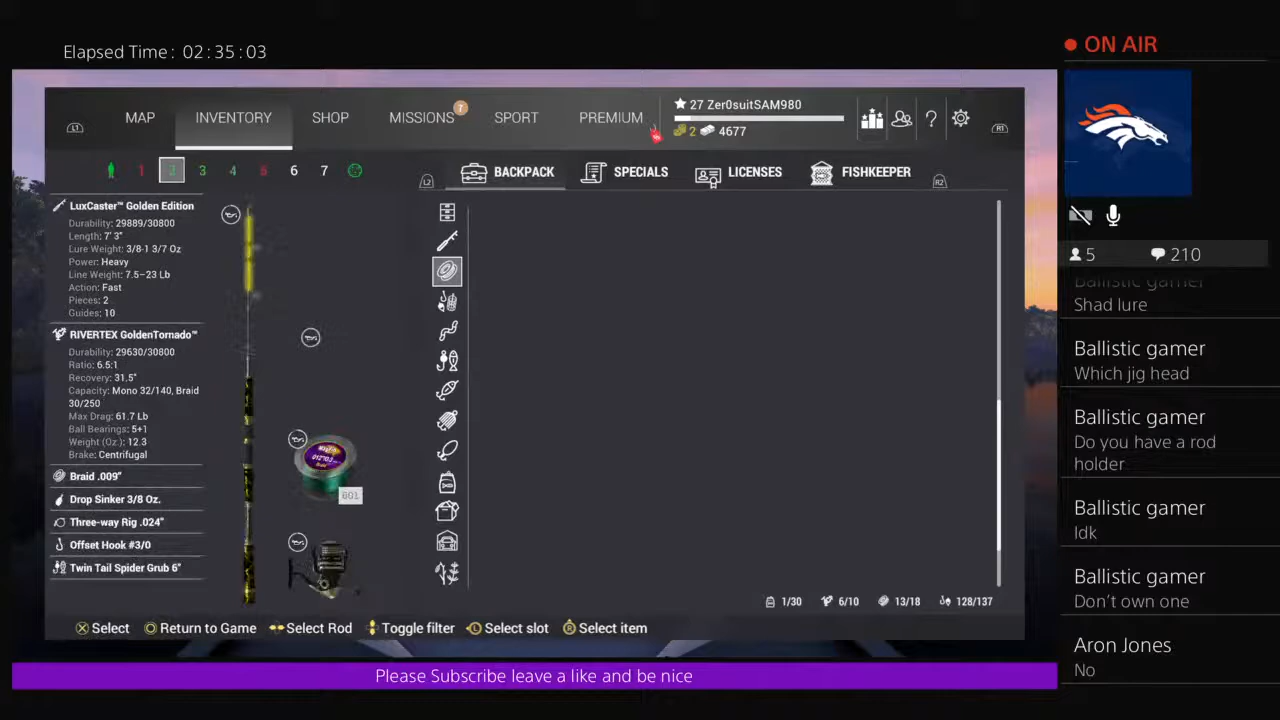 Elapsed Time: 02:35:03
ON AIR
L1
MAP
INVENTORY
SHOP
MISSIONS
7
SPORT
PREMIUM
27 Zer0suitSAM980
2 4677
?
R1
1
2
3
4
5
6
7
L2
BACKPACK
SPECIALS
LICENSES
FISHKEEPER
R2
LuxCaster™ Golden Edition
Durability: 29889/30800
Length: 7' 3"
Lure Weight: 3/8-1 3/7 Oz
Power: Heavy
Line Weight: 7.5–23 Lb
Action: Fast
Pieces: 2
Guides: 10
RIVERTEX GoldenTornado™
Durability: 29630/30800
Ratio: 6.5:1
Recovery: 31.5"
Capacity: Mono 32/140, Braid
30/250
Max Drag: 61.7 Lb
Ball Bearings: 5+1
Weight (Oz.): 12.3
Brake: Centrifugal
Braid .009"
Drop Sinker 3/8 Oz.
Three-way Rig .024"
Offset Hook #3/0
Twin Tail Spider Grub 6"
601
1/30
6/10
13/18
128/137
Select
Return to Game
Select Rod
Toggle filter
L Select slot
R Select item
Please Subscribe leave a like and be nice
5
210
Ballistic gamer
Shad lure
Ballistic gamer
Which jig head
Ballistic gamer
Do you have a rod
holder
Ballistic gamer
Idk
Ballistic gamer
Don't own one
Aron Jones
No